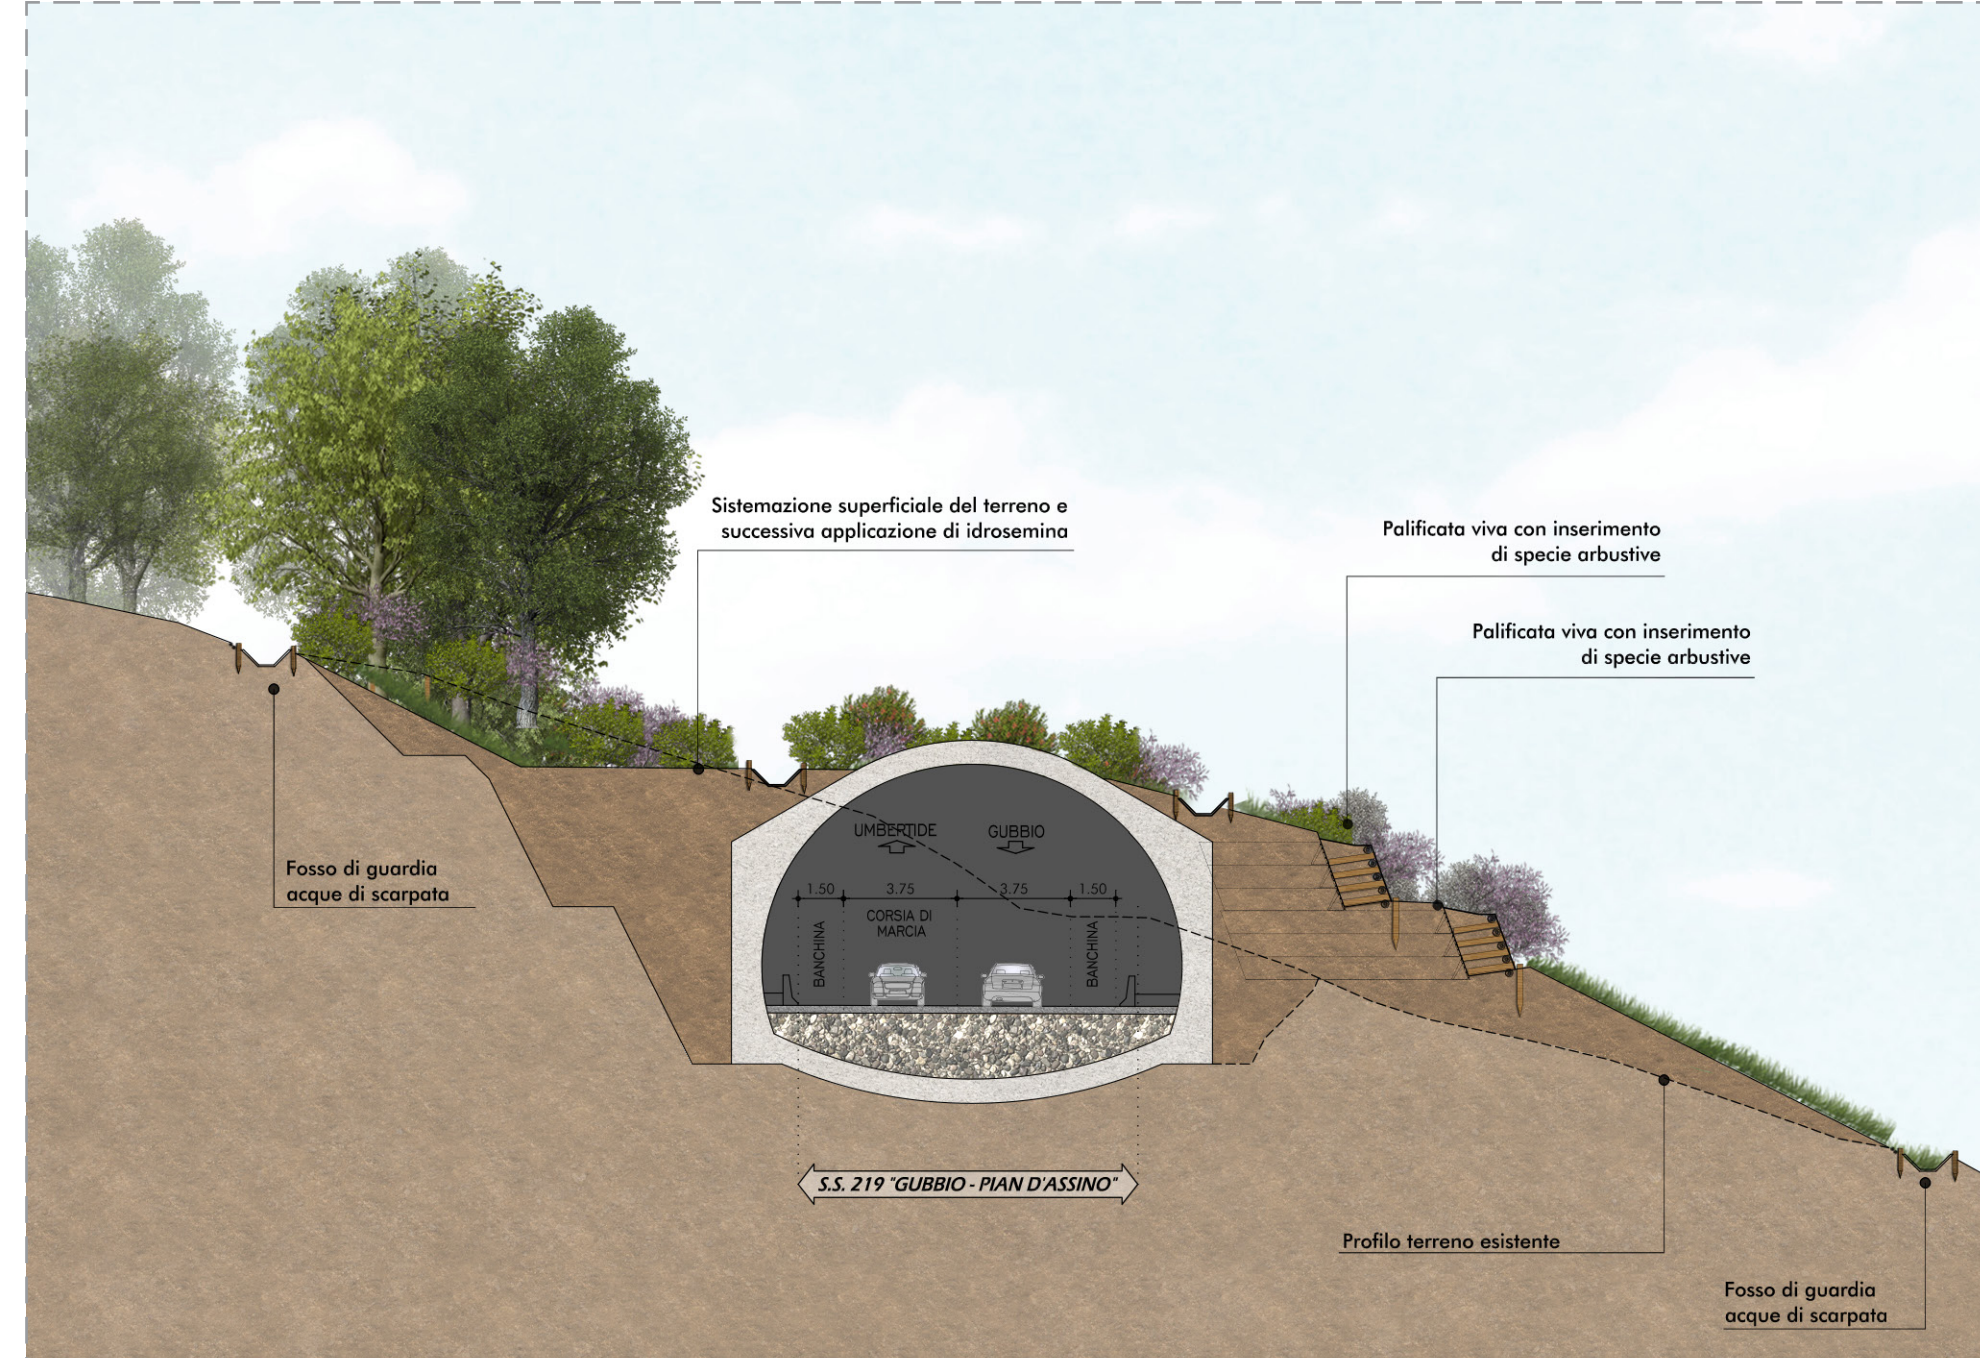 Sistemazione superficiale del terreno e
successiva applicazione di idrosemina
Palificata viva con inserimento
di specie arbustive
Palificata viva con inserimento
di specie arbustive
UMBERTIDE
GUBBIO
Fosso di guardia
acque di scarpata
1.50
3.75
3.75
1.50
CORSIA DI
MARCIA
BANCHINA
BANCHINA
S.S. 219 "GUBBIO - PIAN D'ASSINO"
Profilo terreno esistente
Fosso di guardia
acque di scarpata